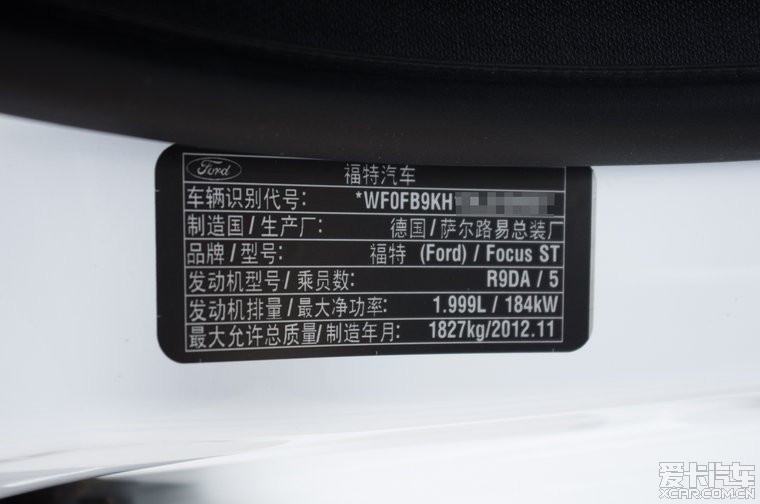 Ford
福特汽车
车辆识别代号: *WF0FB9KH
制造国/生产厂: 德国/萨尔路易总装厂
品牌/型号: 福特 (Ford) / Focus ST
发动机型号/乘员数: R9DA / 5
发动机排量/最大净功率: 1.999L / 184kW
最大允许总质量/制造年月: 1827kg/2012.11
爱卡汽车
XCAR.COM.CN